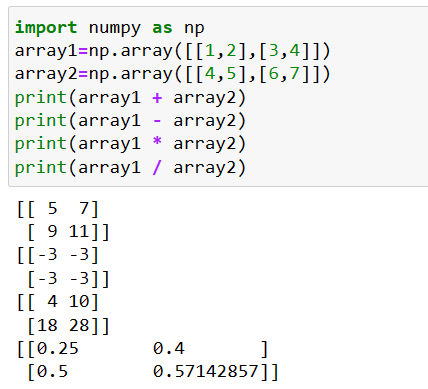 import numpy as np
array1=np.array([[1,2],[3,4]])
array2=np.array([[4,5],[6,7]])
print(array1 + array2)
print(array1 - array2)
print(array1 * array2)
print(array1 / array2)
[[ 5  7]
 [ 9 11]]
[[-3 -3]
 [-3 -3]]
[[ 4 10]
 [18 28]]
[[0.25       0.4       ]
 [0.5        0.57142857]]